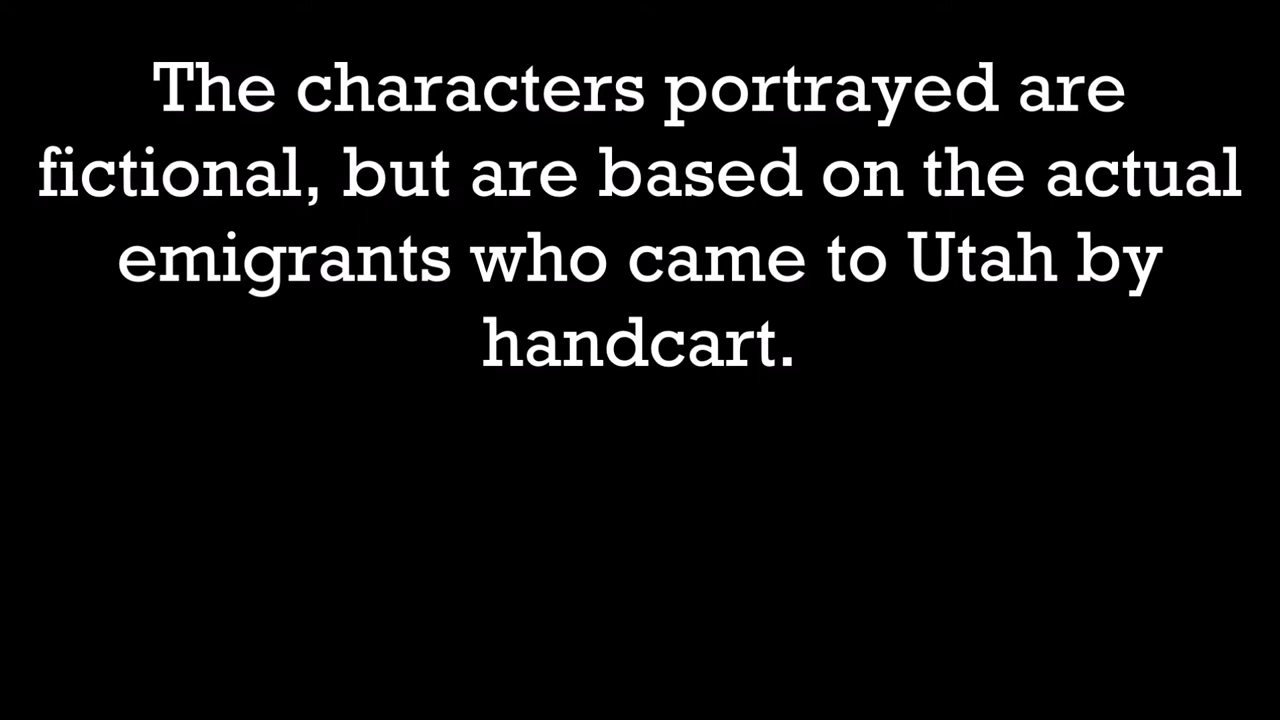 The characters portrayed are
fictional, but are based on the actual
emigrants who came to Utah by
handcart.